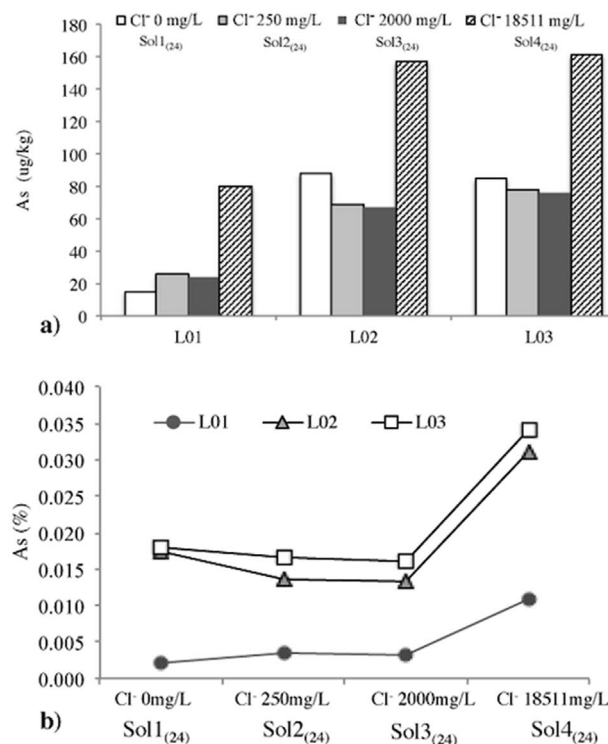 Cl⁻ 0 mg/L Cl⁻ 250 mg/L Cl⁻ 2000 mg/L Cl⁻ 18511 mg/L
Sol1(24) Sol2(24) Sol3(24) Sol4(24)
180
160
140
120
100
80
60
40
20
0
As (ug/kg)
L01 L02 L03
a)
L01 L02 L03
0.040
0.035
0.030
0.025
0.020
0.015
0.010
0.005
0.000
As (%)
Cl⁻ 0mg/L Cl⁻ 250mg/L Cl⁻ 2000mg/L Cl⁻ 18511mg/L
Sol1(24) Sol2(24) Sol3(24) Sol4(24)
b)